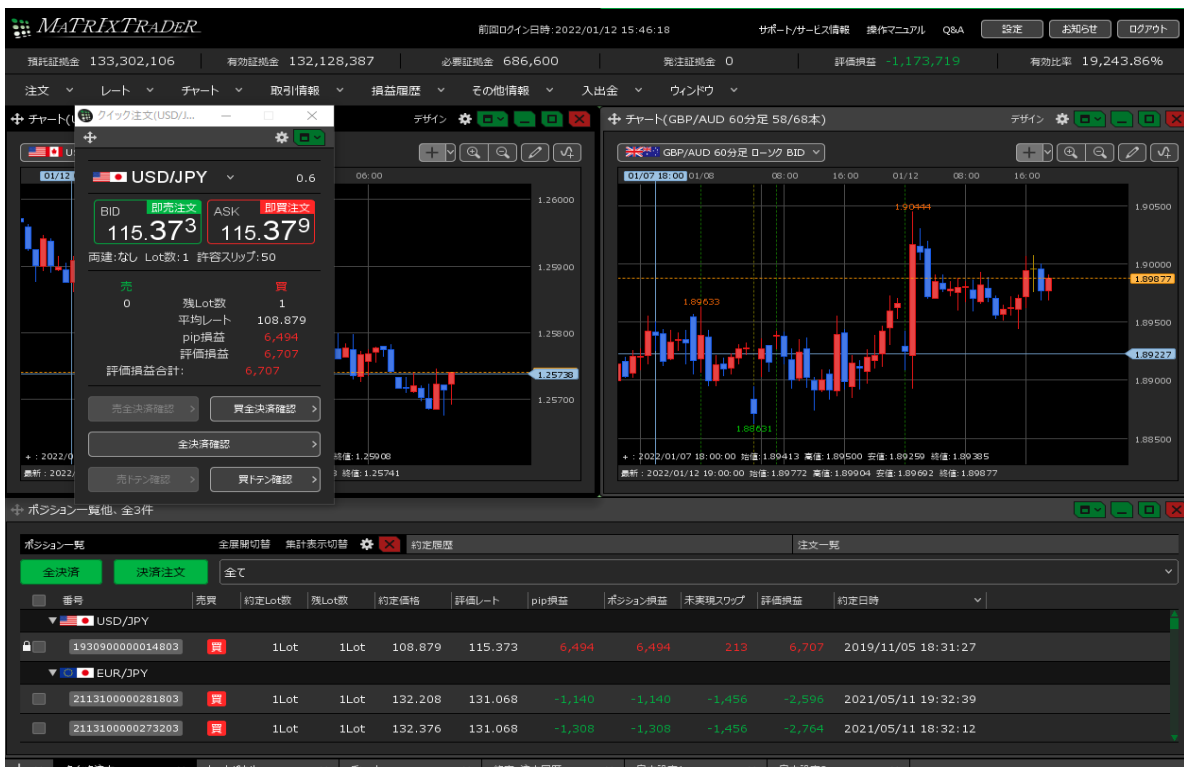 MATRIXTRADER 前回ログイン日時:2022/01/12 15:46:18 サポート/サービス情報 操作マニュアル Q&A 設定 お知らせ ログアウト
預託証拠金 133,302,106 有効証拠金 132,128,387 必要証拠金 686,600 発注証拠金 0 評価損益 -1,173,719 有効比率 19,243.86%
注文 レート チャート 取引情報 損益履歴 その他情報 入出金 ウィンドウ
クイック注文(USD/J...
USD/JPY 0.6
BID 即売注文 ASK 即買注文
115.373 115.379
両建:なし Lot数:1 許容スリップ:50
売 買
0 残Lot数 1
平均レート 108.879
pip損益 6,494
評価損益 6,707
評価損益合計: 6,707
売全決済確認 買全決済確認
全決済確認
売ドテン確認 買ドテン確認
デザイン
01/12 06:00
1.26000
1.25900
1.25800
1.25738
1.25700
終値:1.25908
終値:1.25741
チャート(GBP/AUD 60分足 58/68本) デザイン
GBP/AUD 60分足 ローソク BID
01/07 18:00 01/08 08:00 16:00 01/12 08:00 16:00
1.90444
1.90500
1.90000
1.89877
1.89633
1.89500
1.89227
1.89000
1.88631
1.88500
+ : 2022/01/07 18:00:00 始値:1.89413 高値:1.89500 安値:1.89259 終値:1.89385
最新 : 2022/01/12 19:00:00 始値:1.89772 高値:1.89904 安値:1.89692 終値:1.89877
ポジション一覧他、全3件
ポジション一覧 全展開切替 集計表示切替 約定履歴 注文一覧
全決済 決済注文 全て
番号 売買 約定Lot数 残Lot数 約定価格 評価レート pip損益 ポジション損益 未実現スワップ 評価損益 約定日時
USD/JPY
1930900000014803 買 1Lot 1Lot 108.879 115.373 6,494 6,494 213 6,707 2019/11/05 18:31:27
EUR/JPY
2113100000281803 買 1Lot 1Lot 132.208 131.068 -1,140 -1,140 -1,456 -2,596 2021/05/11 19:32:39
2113100000273203 買 1Lot 1Lot 132.376 131.068 -1,308 -1,308 -1,456 -2,764 2021/05/11 18:32:12